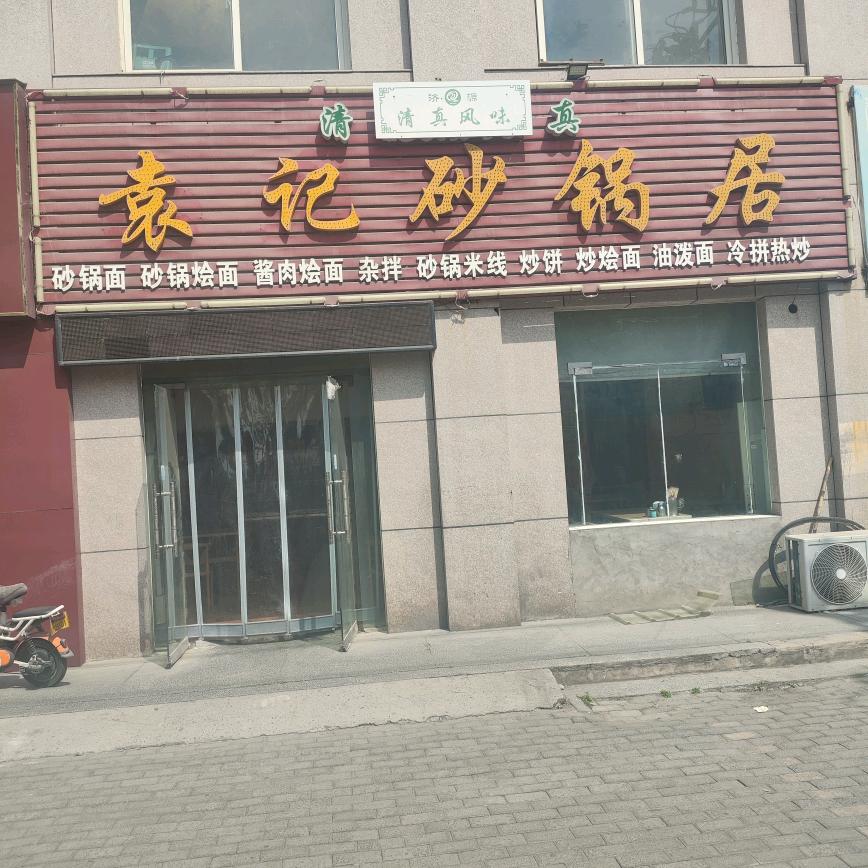 济源
清真风味
清 真
袁记砂锅居
砂锅面 砂锅烩面 酱肉烩面 杂拌 砂锅米线 炒饼 炒烩面 油泼面 冷拼热炒